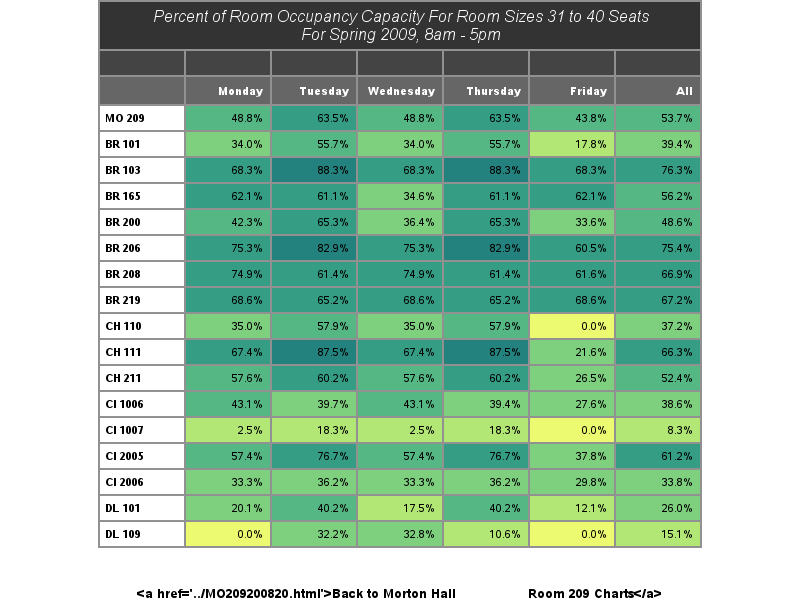 Percent of Room Occupancy Capacity For Room Sizes 31 to 40 Seats
For Spring 2009, 8am - 5pm
Monday Tuesday Wednesday Thursday Friday All
MO 209 48.8% 63.5% 48.8% 63.5% 43.8% 53.7%
BR 101 34.0% 55.7% 34.0% 55.7% 17.8% 39.4%
BR 103 68.3% 88.3% 68.3% 88.3% 68.3% 76.3%
BR 165 62.1% 61.1% 34.6% 61.1% 62.1% 56.2%
BR 200 42.3% 65.3% 36.4% 65.3% 33.6% 48.6%
BR 206 75.3% 82.9% 75.3% 82.9% 60.5% 75.4%
BR 208 74.9% 61.4% 74.9% 61.4% 61.6% 66.9%
BR 219 68.6% 65.2% 68.6% 65.2% 68.6% 67.2%
CH 110 35.0% 57.9% 35.0% 57.9% 0.0% 37.2%
CH 111 67.4% 87.5% 67.4% 87.5% 21.6% 66.3%
CH 211 57.6% 60.2% 57.6% 60.2% 26.5% 52.4%
CI 1006 43.1% 39.7% 43.1% 39.4% 27.6% 38.6%
CI 1007 2.5% 18.3% 2.5% 18.3% 0.0% 8.3%
CI 2005 57.4% 76.7% 57.4% 76.7% 37.8% 61.2%
CI 2006 33.3% 36.2% 33.3% 36.2% 29.8% 33.8%
DL 101 20.1% 40.2% 17.5% 40.2% 12.1% 26.0%
DL 109 0.0% 32.2% 32.8% 10.6% 0.0% 15.1%
<a href='../MO209200820.html'>Back to Morton Hall Room 209 Charts</a>